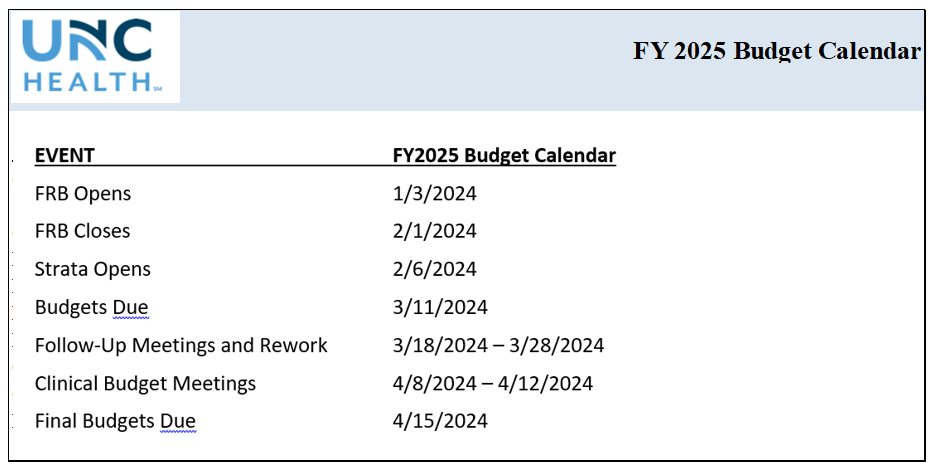 UNC
HEALTH SM
FY 2025 Budget Calendar
EVENT FY2025 Budget Calendar
FRB Opens 1/3/2024
FRB Closes 2/1/2024
Strata Opens 2/6/2024
Budgets Due 3/11/2024
Follow-Up Meetings and Rework 3/18/2024 – 3/28/2024
Clinical Budget Meetings 4/8/2024 – 4/12/2024
Final Budgets Due 4/15/2024